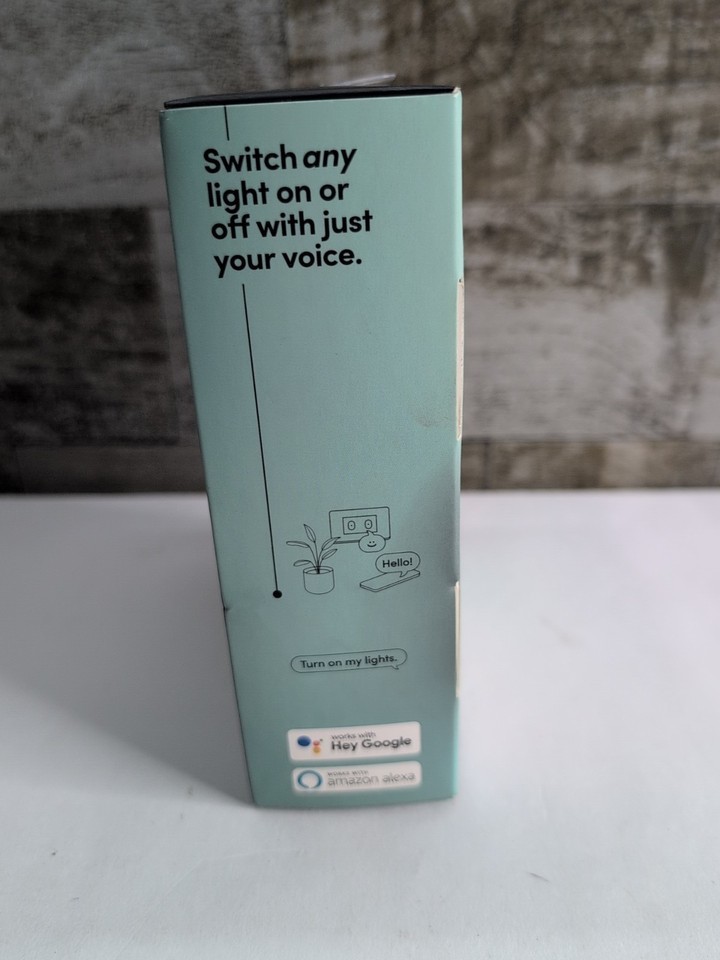 Switch any
light on or
off with just
your voice.
Hello!
Turn on my lights.
works with
Hey Google
WORKS WITH
amazon alexa